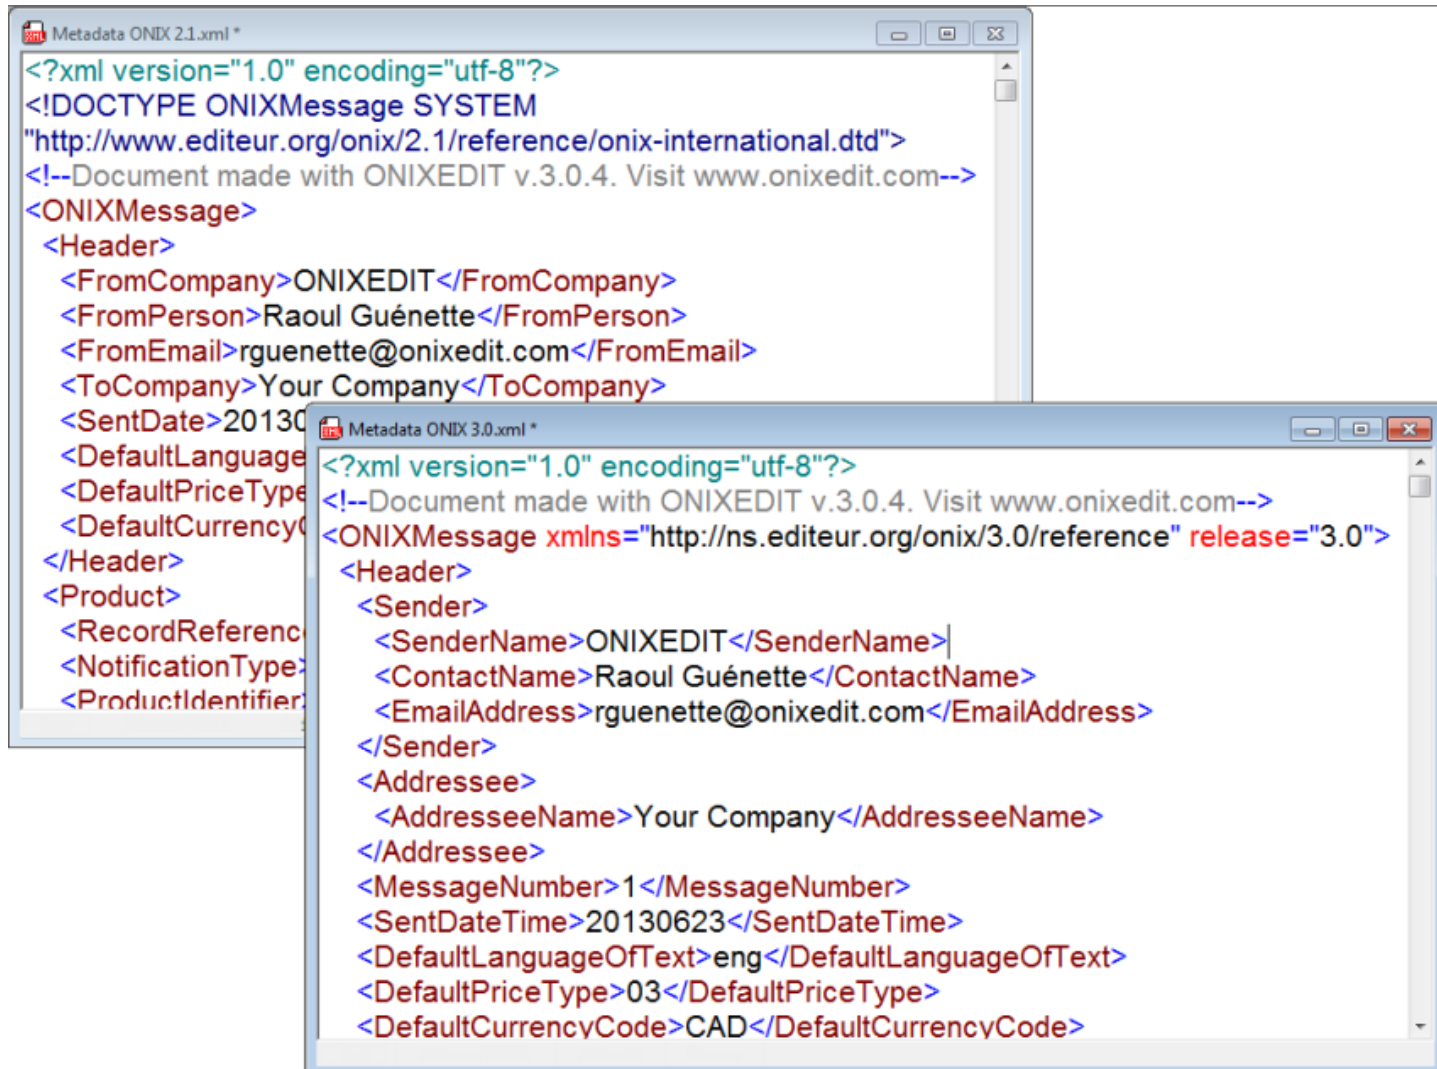 Metadata ONIX 2.1.xml *
<?xml version="1.0" encoding="utf-8"?>
<!DOCTYPE ONIXMessage SYSTEM
"http://www.editeur.org/onix/2.1/reference/onix-international.dtd">
<!--Document made with ONIXEDIT v.3.0.4. Visit www.onixedit.com-->
<ONIXMessage>
<Header>
<FromCompany>ONIXEDIT</FromCompany>
<FromPerson>Raoul Guénette</FromPerson>
<FromEmail>rguenette@onixedit.com</FromEmail>
<ToCompany>Your Company</ToCompany>
<SentDate>20130
<DefaultLanguage
<DefaultPriceType
<DefaultCurrency
</Header>
<Product>
<RecordReference
<NotificationType>
<ProductIdentifier>
Metadata ONIX 3.0.xml *
<?xml version="1.0" encoding="utf-8"?>
<!--Document made with ONIXEDIT v.3.0.4. Visit www.onixedit.com-->
<ONIXMessage xmlns="http://ns.editeur.org/onix/3.0/reference" release="3.0">
<Header>
<Sender>
<SenderName>ONIXEDIT</SenderName>
<ContactName>Raoul Guénette</ContactName>
<EmailAddress>rguenette@onixedit.com</EmailAddress>
</Sender>
<Addressee>
<AddresseeName>Your Company</AddresseeName>
</Addressee>
<MessageNumber>1</MessageNumber>
<SentDateTime>20130623</SentDateTime>
<DefaultLanguageOfText>eng</DefaultLanguageOfText>
<DefaultPriceType>03</DefaultPriceType>
<DefaultCurrencyCode>CAD</DefaultCurrencyCode>